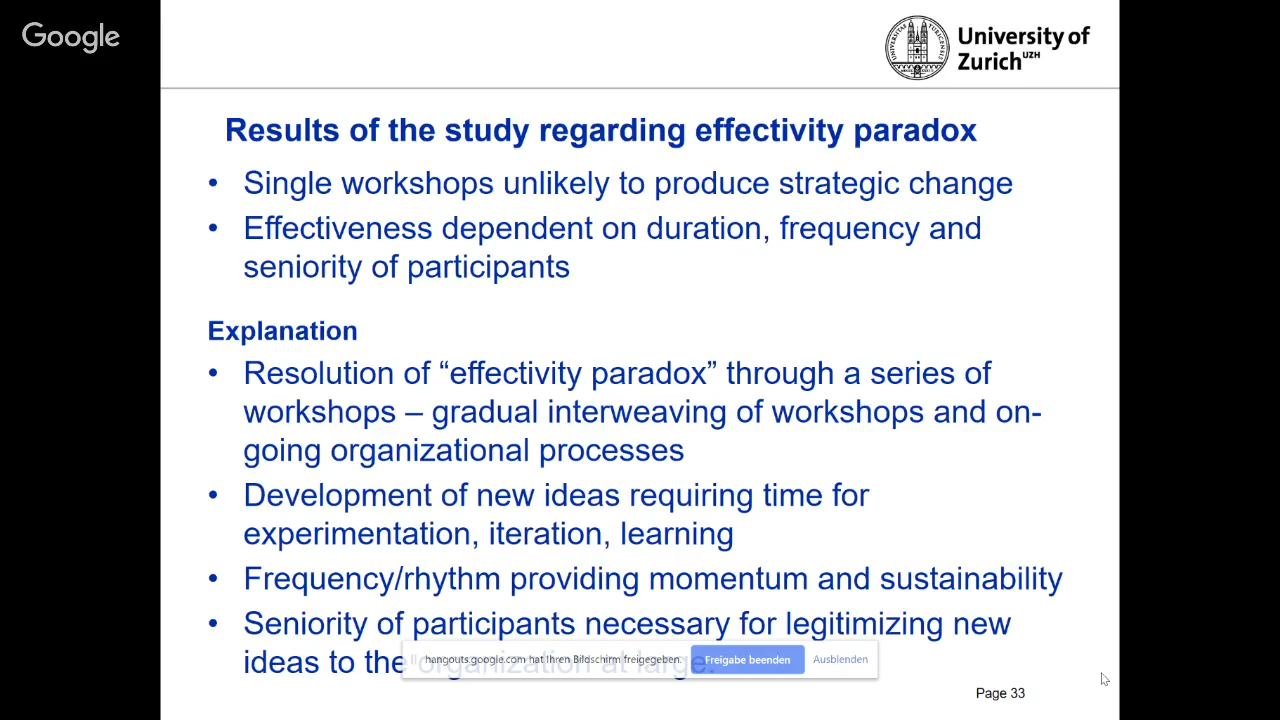 Google
University of
Zurich UZH
Results of the study regarding effectivity paradox
• Single workshops unlikely to produce strategic change
• Effectiveness dependent on duration, frequency and
seniority of participants
Explanation
• Resolution of “effectivity paradox” through a series of
workshops – gradual interweaving of workshops and on-
going organizational processes
• Development of new ideas requiring time for
experimentation, iteration, learning
• Frequency/rhythm providing momentum and sustainability
• Seniority of participants necessary for legitimizing new
ideas to the organization at large.
hangouts.google.com hat Ihren Bildschirm freigegeben. Freigabe beenden Ausblenden
Page 33